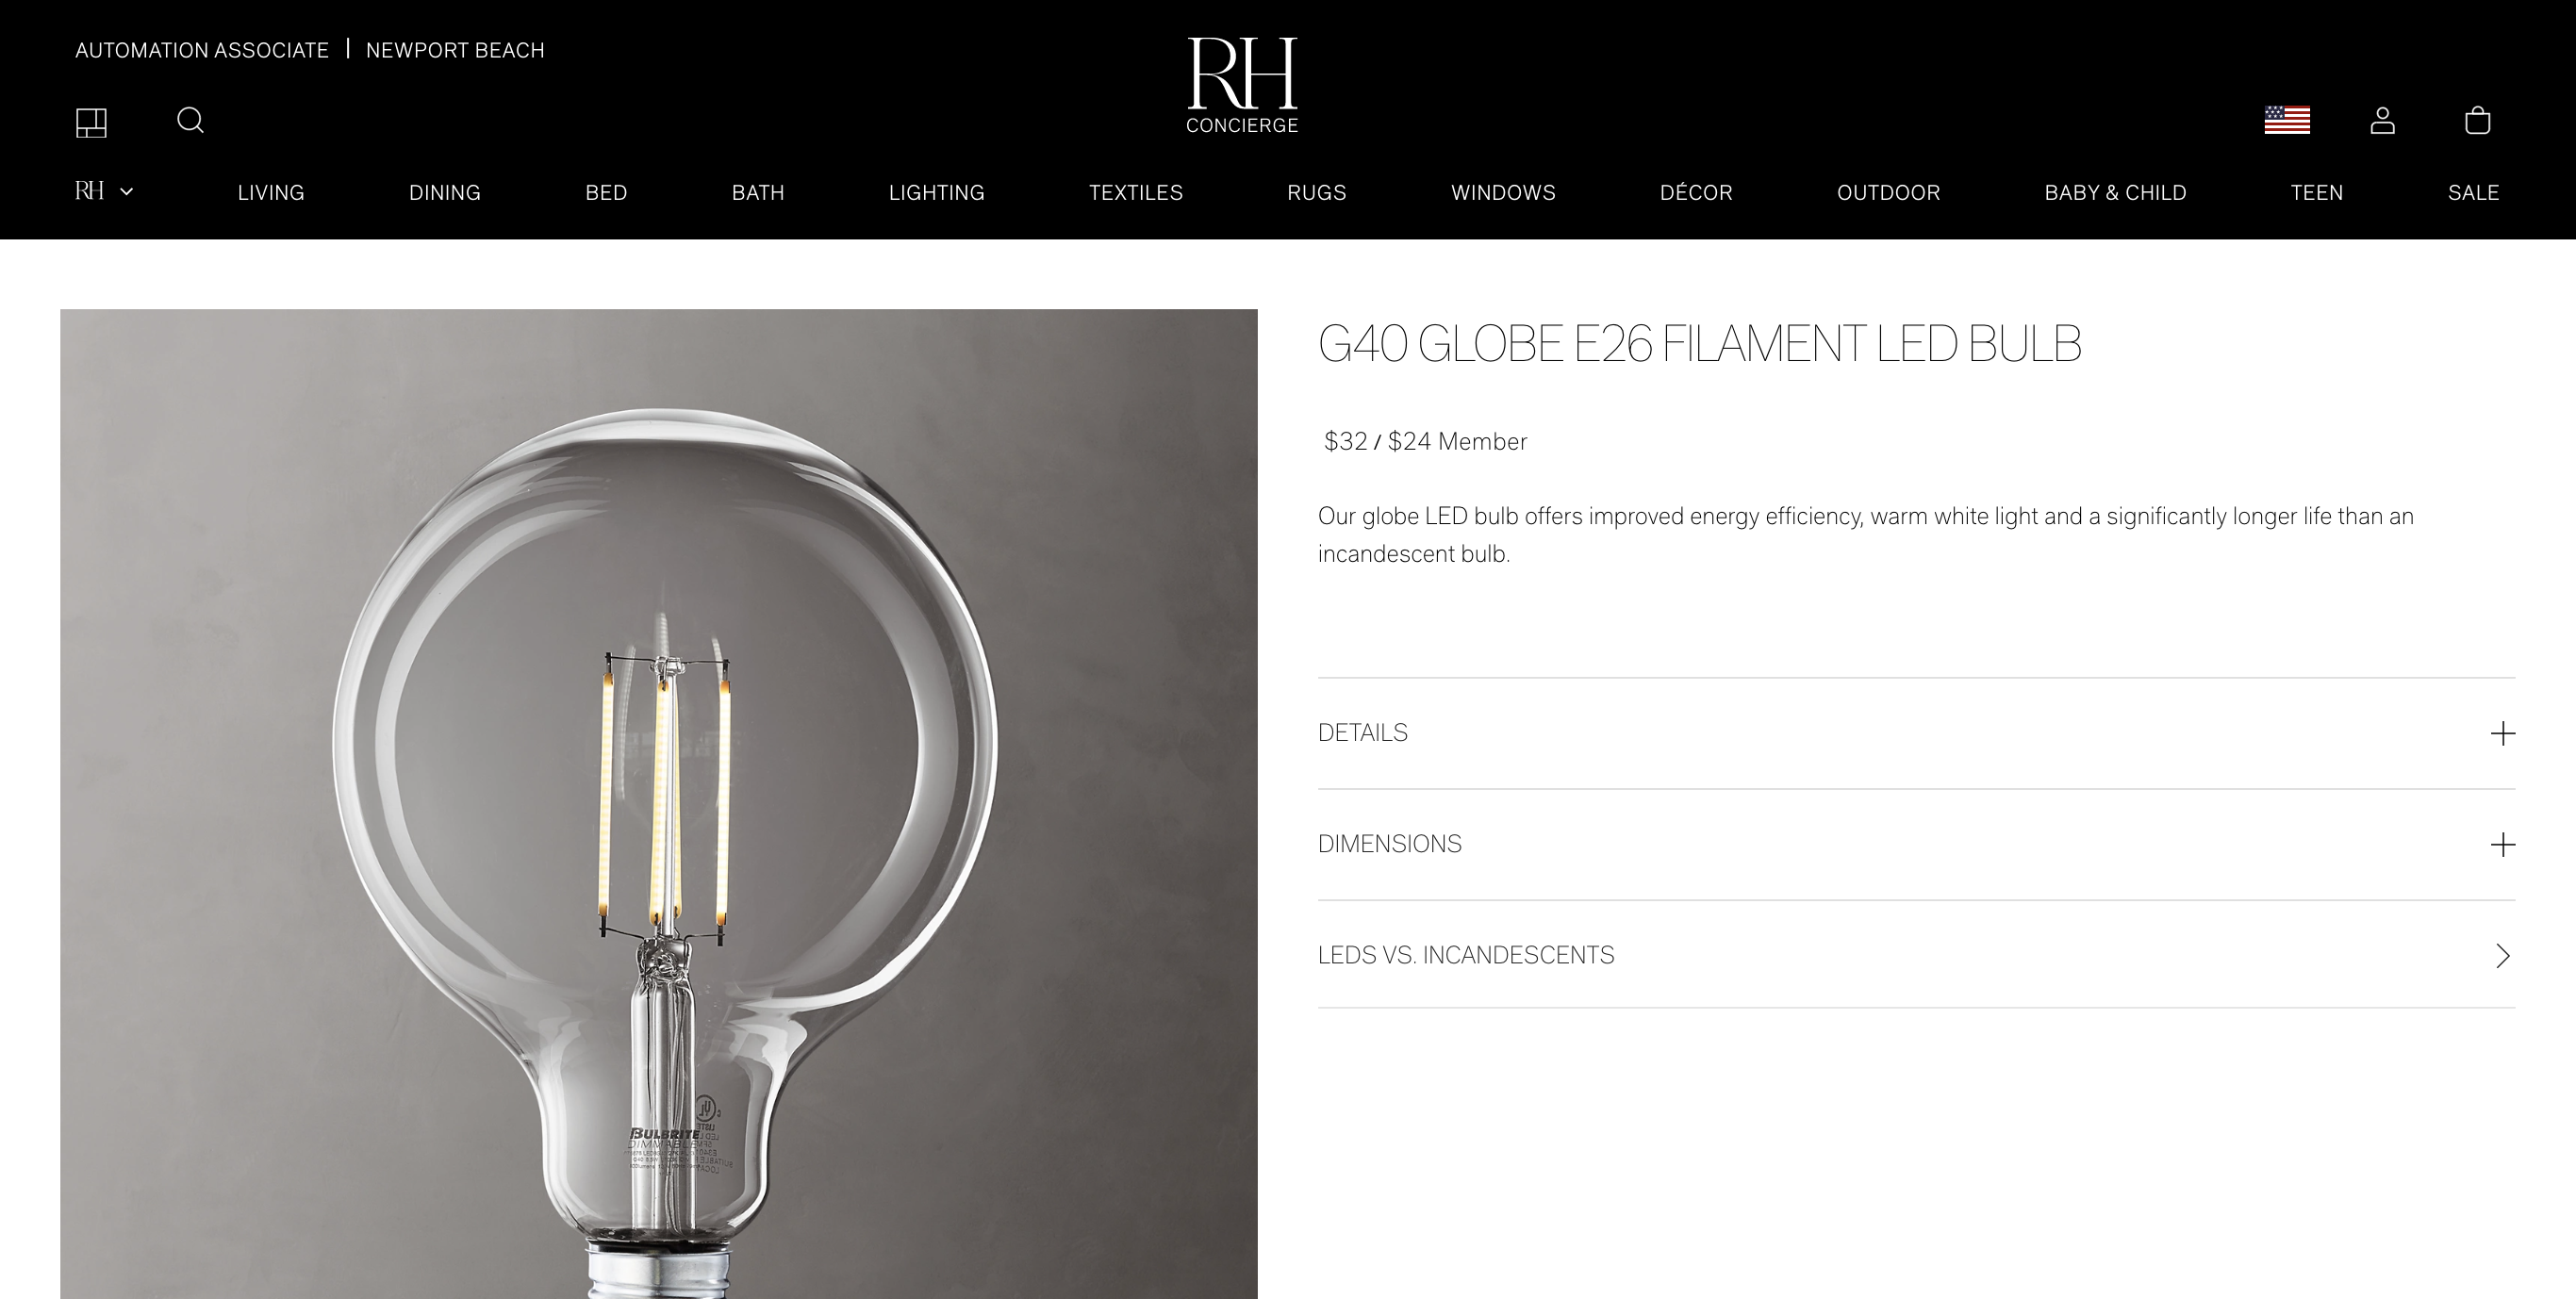 AUTOMATION ASSOCIATE | NEWPORT BEACH
RH
CONCIERGE
RH LIVING DINING BED BATH LIGHTING TEXTILES RUGS WINDOWS DÉCOR OUTDOOR BABY & CHILD TEEN SALE
G40 GLOBE E26 FILAMENT LED BULB
$32 / $24 Member
Our globe LED bulb offers improved energy efficiency, warm white light and a significantly longer life than an
incandescent bulb.
DETAILS
DIMENSIONS
LEDS VS. INCANDESCENTS
BULBRITE